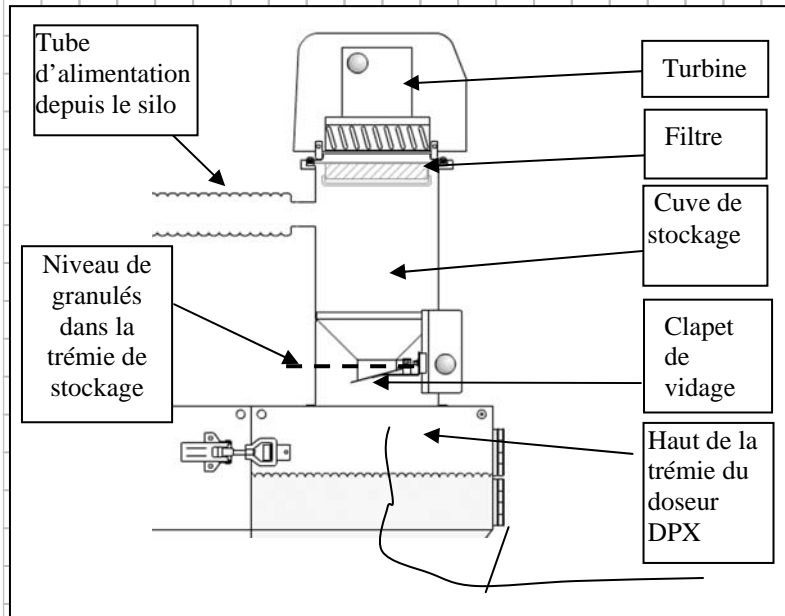 Tube
d’alimentation
depuis le silo
Turbine
Filtre
Cuve de
stockage
Niveau de
granulés
dans la
trémie de
stockage
Clapet
de
vidage
Haut de la
trémie du
doseur
DPX